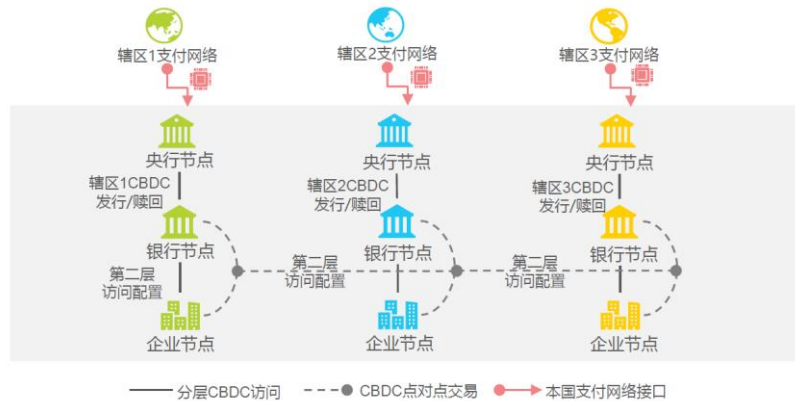 辖区1支付网络
辖区2支付网络
辖区3支付网络
央行节点
央行节点
央行节点
辖区1CBDC
发行/赎回
辖区2CBDC
发行/赎回
辖区3CBDC
发行/赎回
银行节点
银行节点
银行节点
第二层
访问配置
第二层
访问配置
第二层
访问配置
企业节点
企业节点
企业节点
分层CBDC访问
CBDC点对点交易
本国支付网络接口